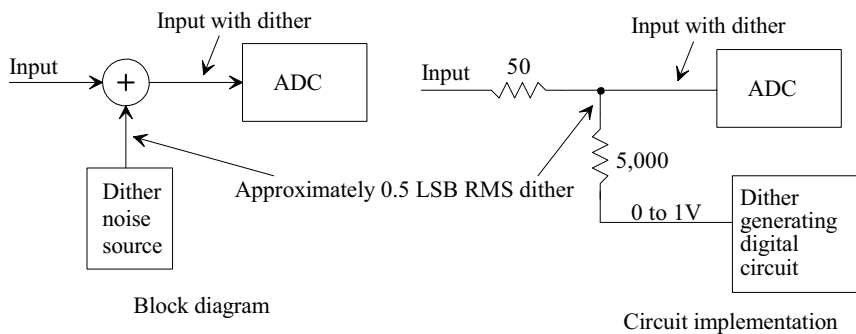 Input with dither
Input
+
ADC
Dither
noise
source
Approximately 0.5 LSB RMS dither
Block diagram
Input with dither
Input
50
ADC
5,000
0 to 1V
Dither
generating
digital
circuit
Circuit implementation